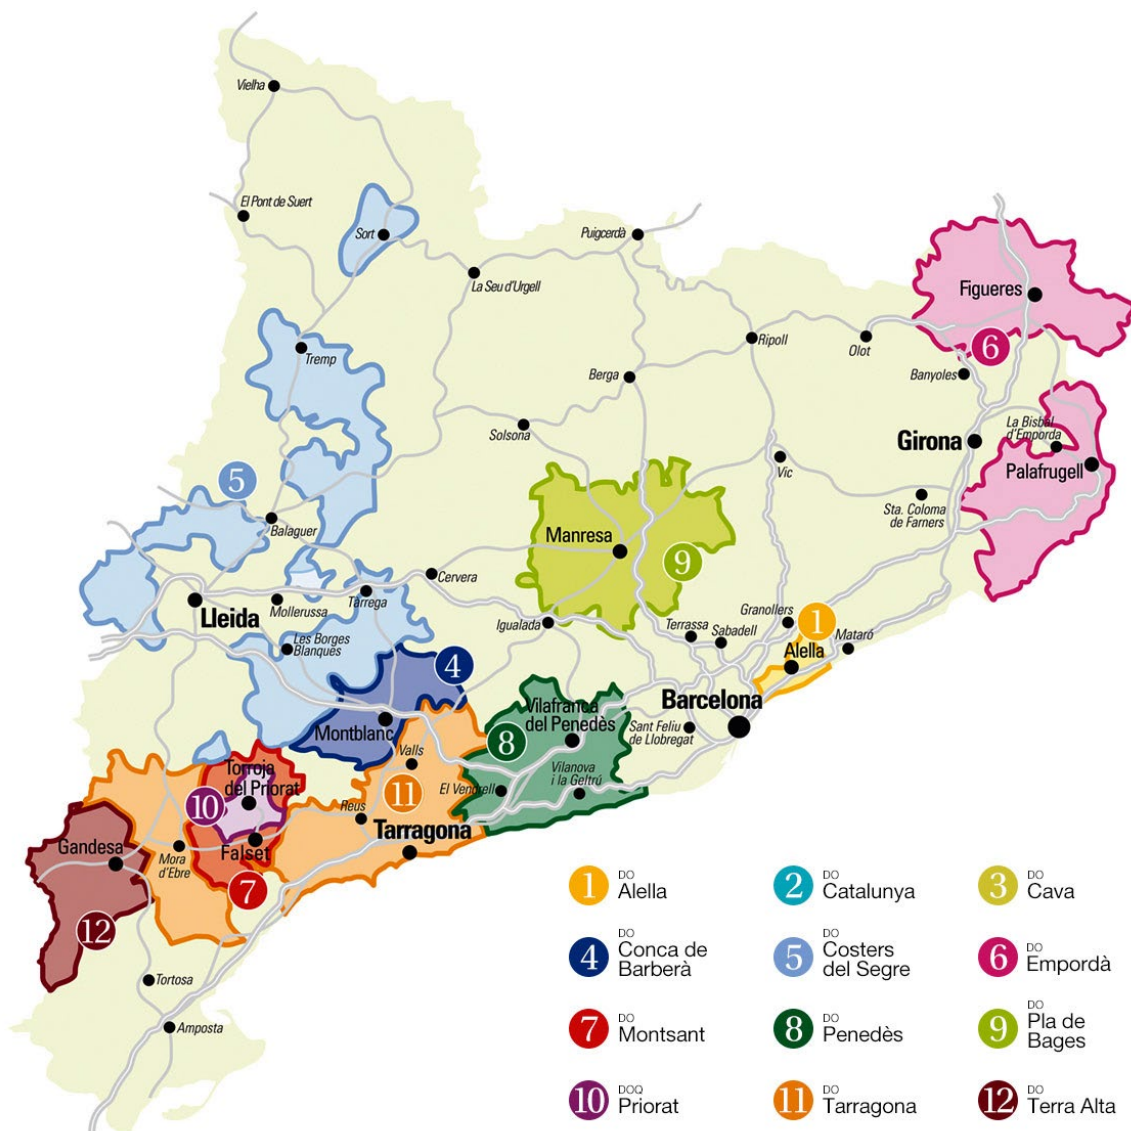 Vielha
El Pont de Suert
Sort
Puigcerdà
La Seu d'Urgell
Figueres
6
Tremp
Ripoll
Olot
Berga
Banyoles
Solsona
Girona
La Bisbal
d'Emporda
Vic
Palafrugell
5
Sta. Coloma
de Farners
Balaguer
Manresa
9
Cervera
Lleida
Mollerussa
Tàrrega
Igualada
Granollers
1
Terrassa
Sabadell
Mataró
Les Borges
Blanques
Alella
4
Barcelona
Vilafranca
del Penedès
Montblanc
8
Sant Feliu
de Llobregat
Valls
Torroja
del Priorat
Vilanova
i la Geltrú
El Vendrell
11
10
Reus
Tarragona
Gandesa
Mora
d'Ebre
Falset
7
12
Tortosa
Amposta
1
DO
Alella
2
DO
Catalunya
3
DO
Cava
4
DO
Conca de
Barberà
5
DO
Costers
del Segre
6
DO
Empordà
7
DO
Montsant
8
DO
Penedès
9
DO
Pla de
Bages
10
DOQ
Priorat
11
DO
Tarragona
12
DO
Terra Alta